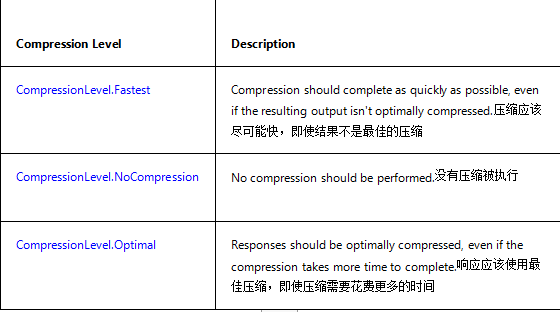 Compression Level Description
CompressionLevel.Fastest Compression should complete as quickly as possible, even
if the resulting output isn't optimally compressed.压缩应该
尽可能快，即使结果不是最佳的压缩
CompressionLevel.NoCompression No compression should be performed.没有压缩被执行
CompressionLevel.Optimal Responses should be optimally compressed, even if the
compression takes more time to complete.响应应该使用最
佳压缩，即使压缩需要花费更多的时间